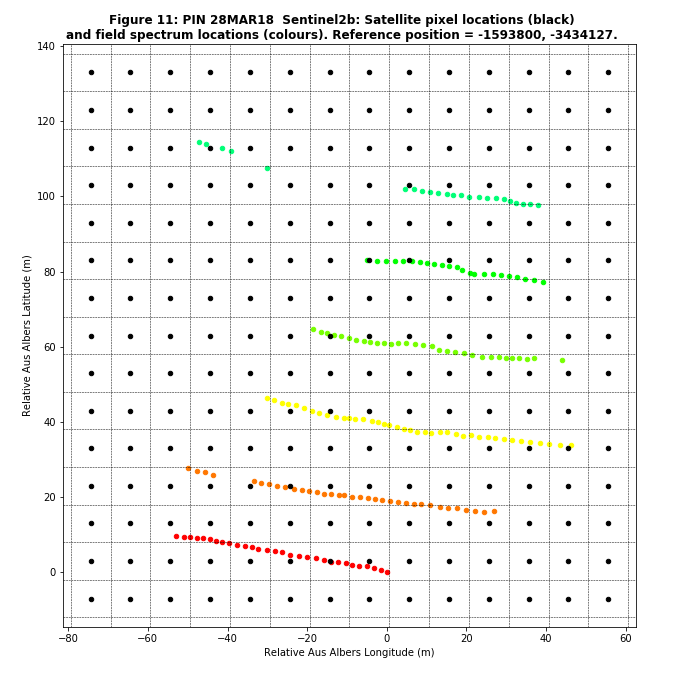 Figure 11: PIN 28MAR18 Sentinel2b: Satellite pixel locations (black)
and field spectrum locations (colours). Reference position = -1593800, -3434127.
140
120
100
80
60
40
20
0
Relative Aus Albers Latitude (m)
−80 −60 −40 −20 0 20 40 60
Relative Aus Albers Longitude (m)